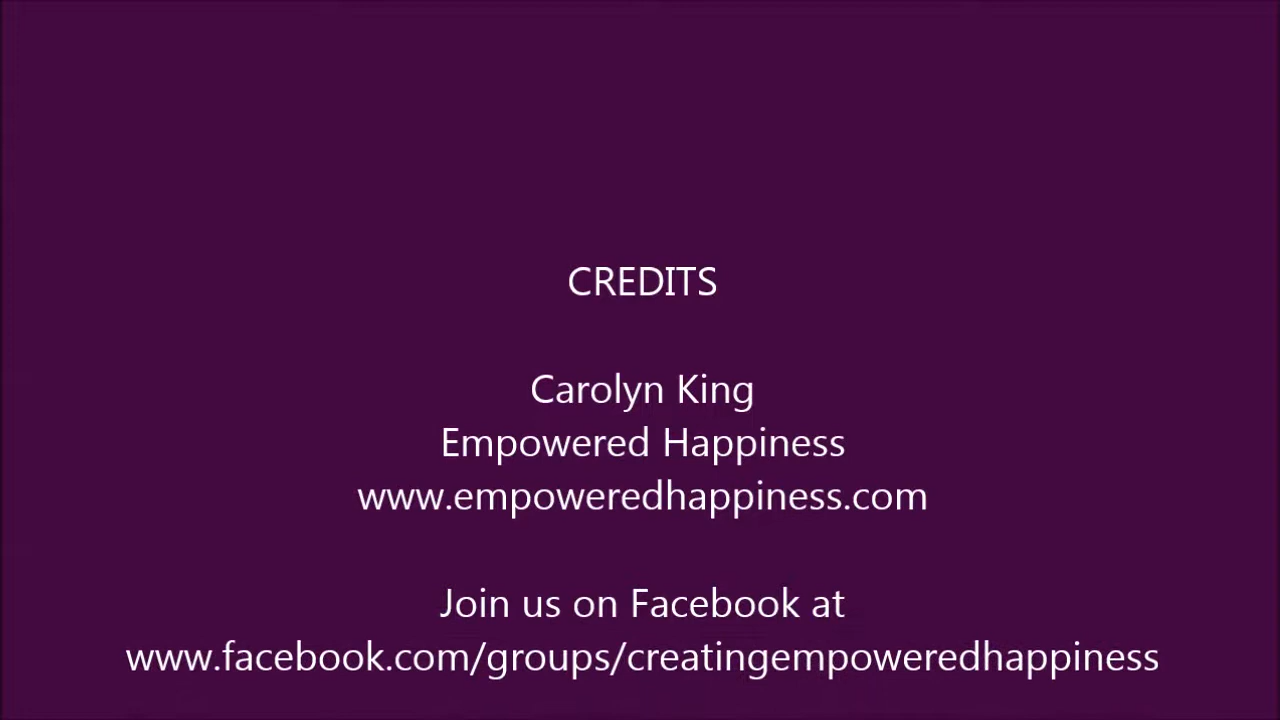 CREDITS
Carolyn King
Empowered Happiness
www.empoweredhappiness.com
Join us on Facebook at
www.facebook.com/groups/creatingempoweredhappiness